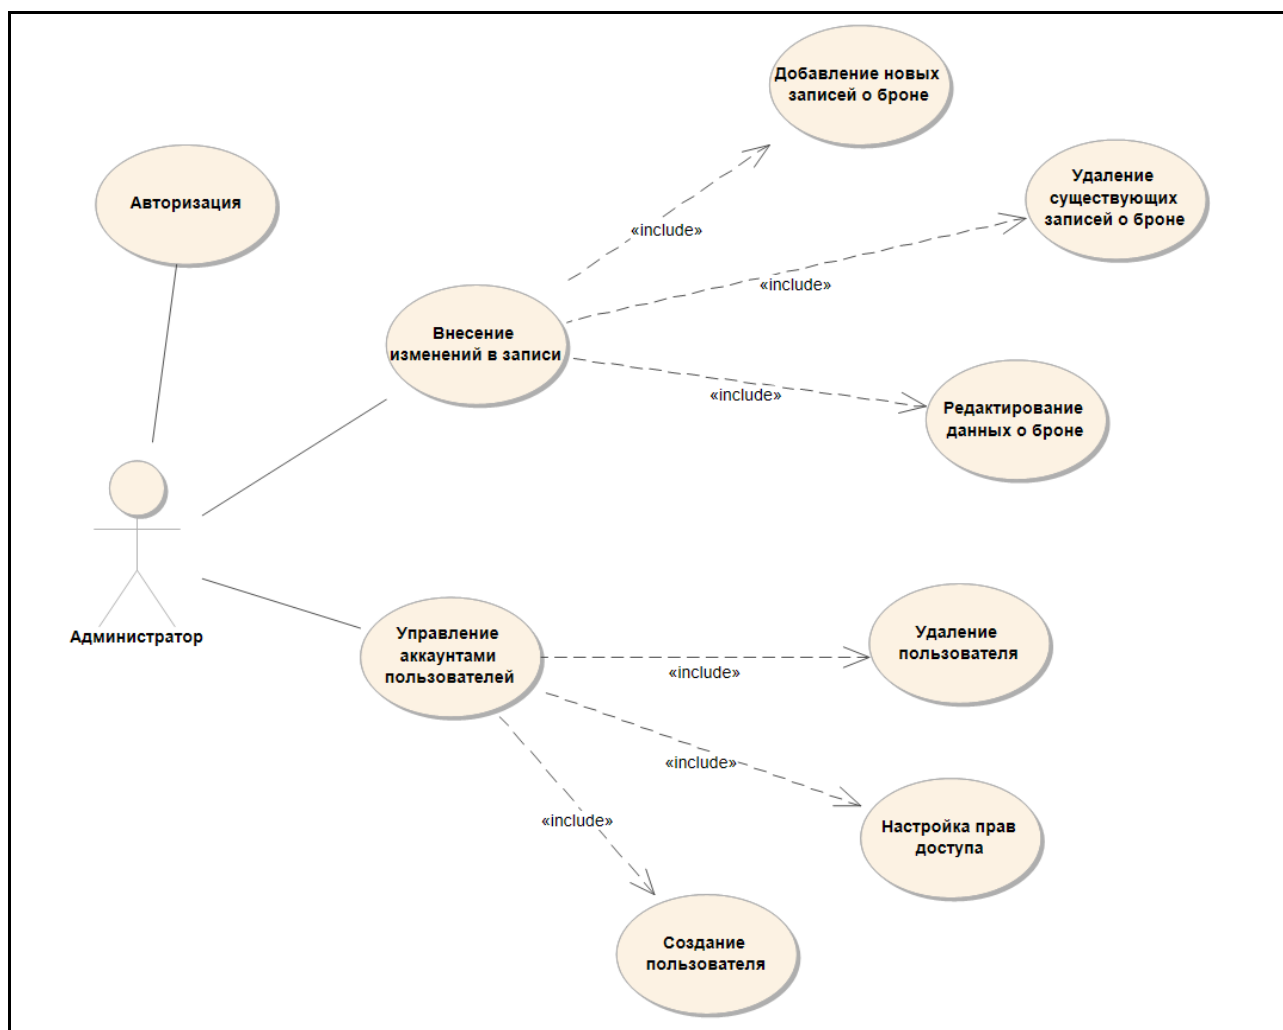 Добавление новых
записей о броне
Удаление
существующих
записей о броне
Авторизация
«include»
«include»
Внесение
изменений в записи
«include»
Редактирование
данных о броне
Администратор
Управление
аккаунтами
пользователей
Удаление
пользователя
«include»
«include»
Настройка прав
доступа
«include»
Создание
пользователя